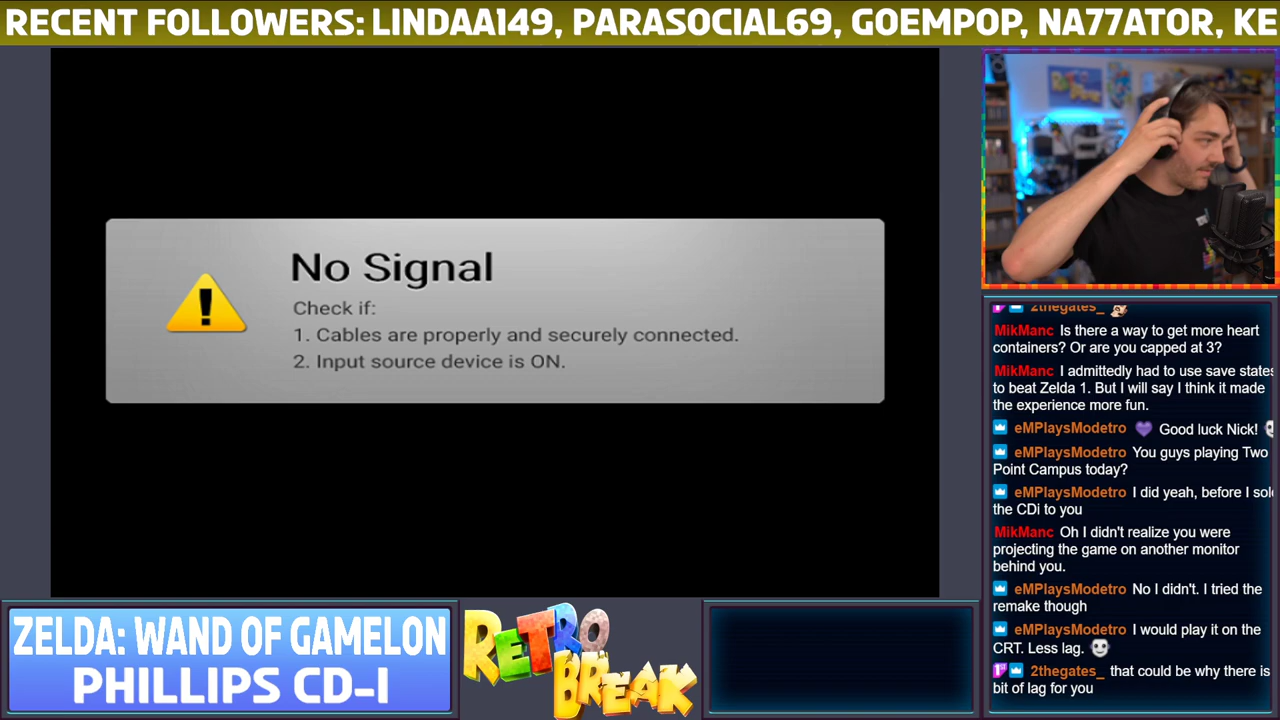 RECENT FOLLOWERS: LINDAA149, PARASOCIAL69, GOEMPOP, NA77ATOR, KE
No Signal
Check if:
1. Cables are properly and securely connected.
2. Input source device is ON.
2thegates_
MikManc Is there a way to get more heart
containers? Or are you capped at 3?
MikManc I admittedly had to use save states
to beat Zelda 1. But I will say I think it made
the experience more fun.
eMPlaysModetro Good luck Nick!
eMPlaysModetro You guys playing Two
Point Campus today?
eMPlaysModetro I did yeah, before I sol
the CDi to you
MikManc Oh I didn't realize you were
projecting the game on another monitor
behind you.
eMPlaysModetro No I didn't. I tried the
remake though
eMPlaysModetro I would play it on the
CRT. Less lag.
2thegates_ that could be why there is
bit of lag for you
ZELDA: WAND OF GAMELON
PHILLIPS CD-I
RETRO
BREAK